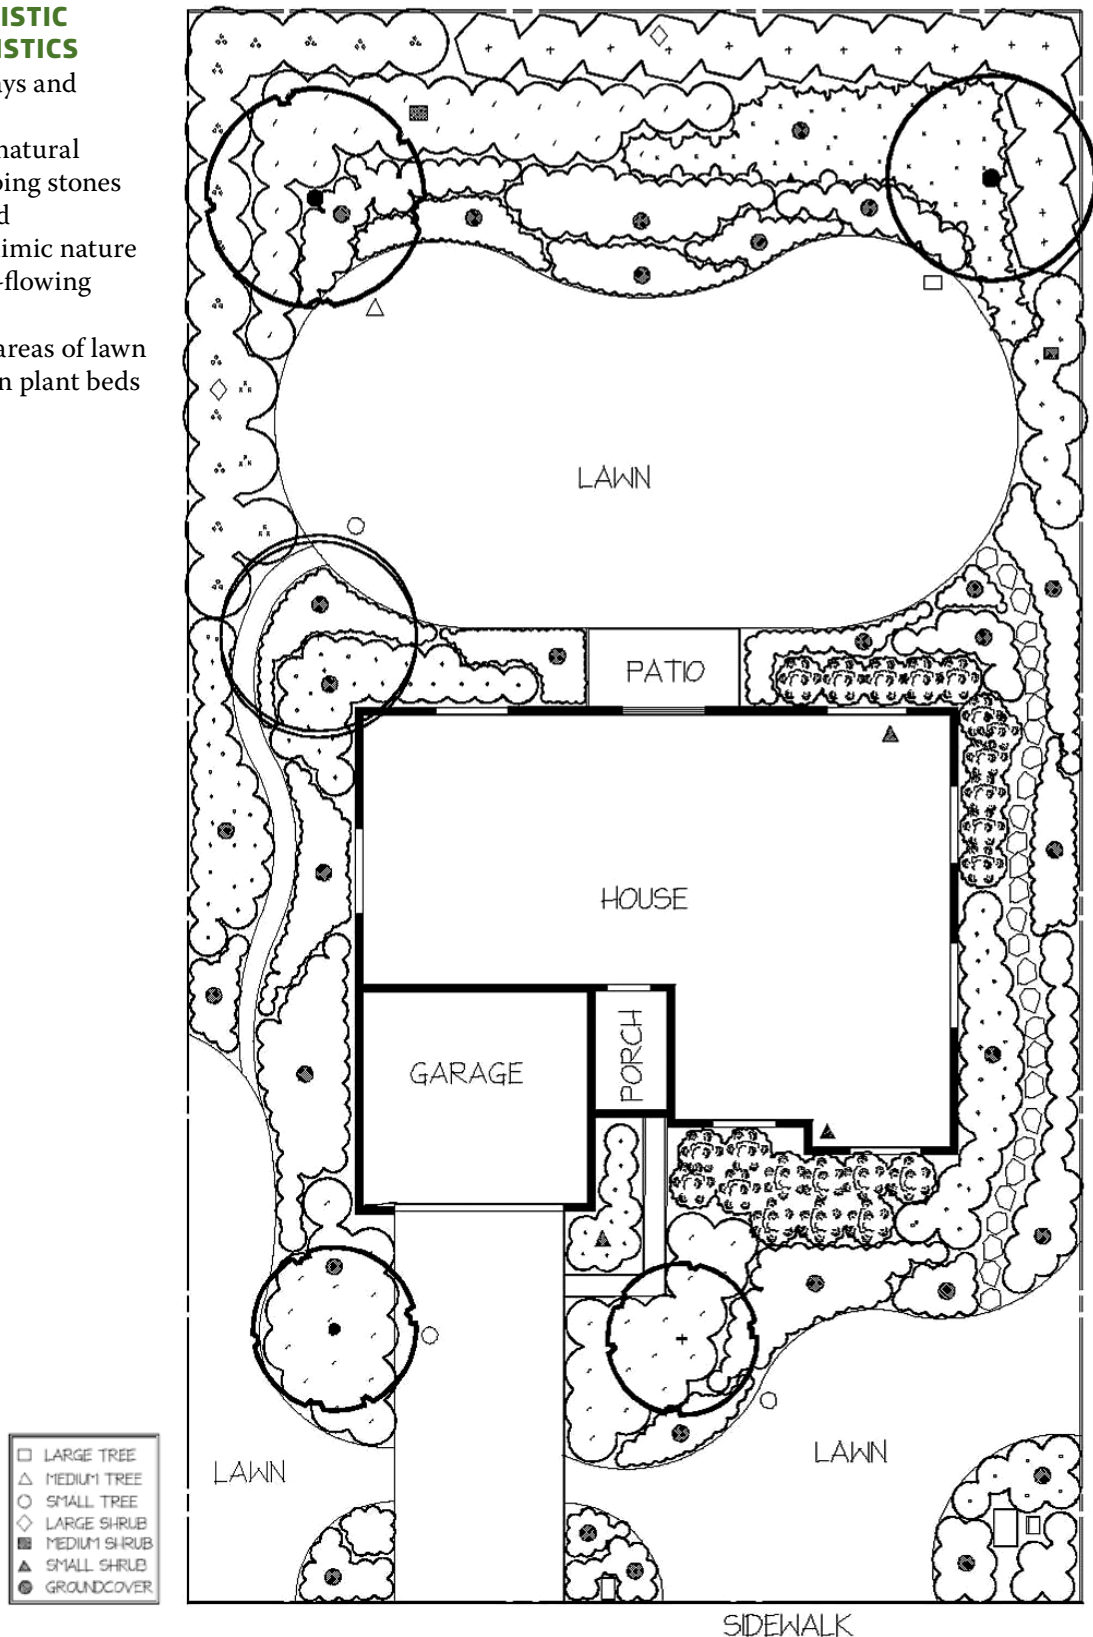 ISTIC
ISTICS
ys and
natural
ping stones
d
imic nature
-flowing
areas of lawn
n plant beds
LAWN
PATIO
HOUSE
GARAGE
PORCH
LAWN
LAWN
LARGE TREE
MEDIUM TREE
SMALL TREE
LARGE SHRUB
MEDIUM SHRUB
SMALL SHRUB
GROUNDCOVER
SIDEWALK